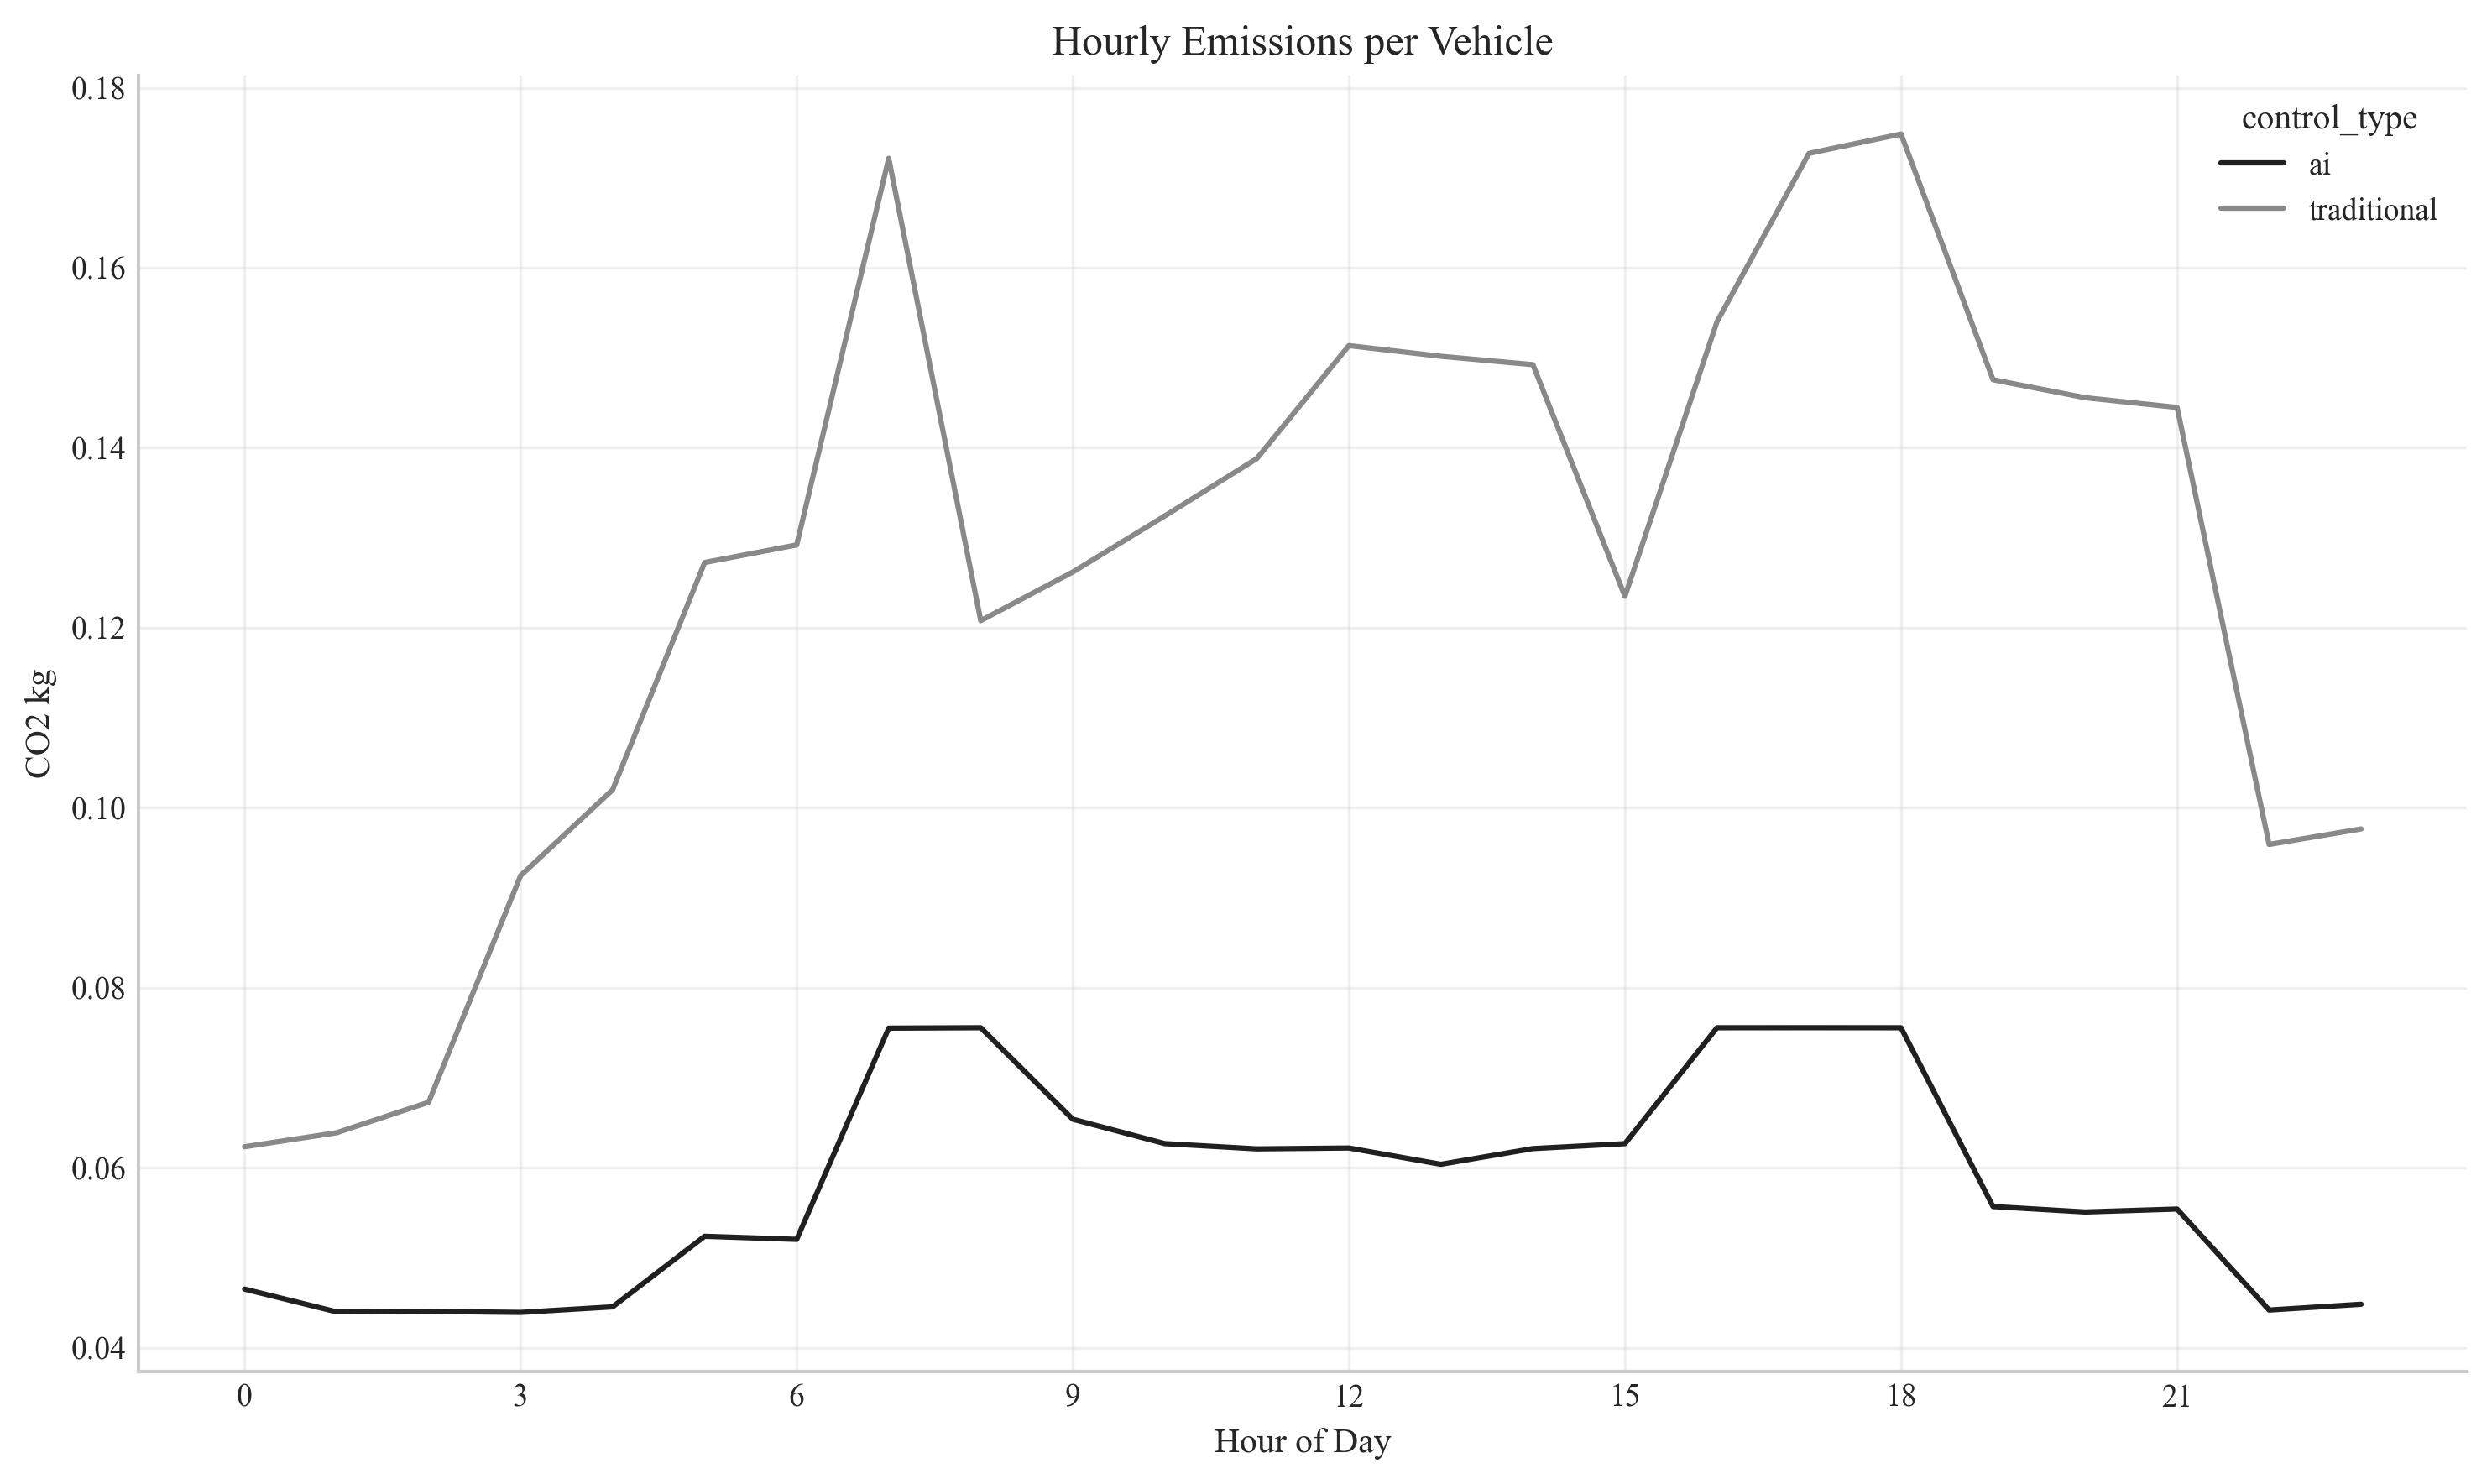 Hourly Emissions per Vehicle
control_type
ai
traditional
0.18
0.16
0.14
0.12
0.10
0.08
0.06
0.04
CO2 kg
0 3 6 9 12 15 18 21
Hour of Day